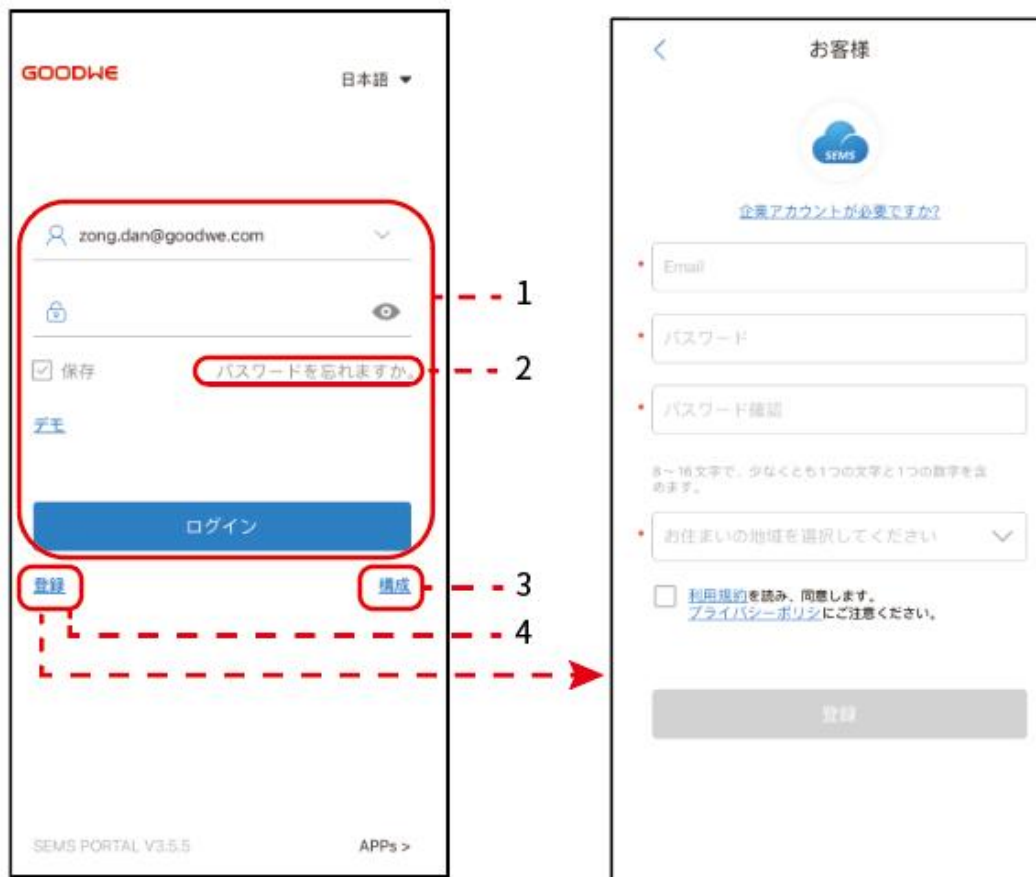 GOODWE
日本語
zong.dan@goodwe.com
保存
パスワードを忘れますか。
デモ
ログイン
登録
構成
SEMS PORTAL V3.5.5
APPs >
1
2
3
4
お客様
SEMS
企業アカウントが必要ですか?
* Email
* パスワード
* パスワード確認
8～16文字で、少なくとも1つの文字と1つの数字を含
めます。
* お住まいの地域を選択してください
利用規約を読み、同意します。
プライバシーポリシにご注意ください。
登録